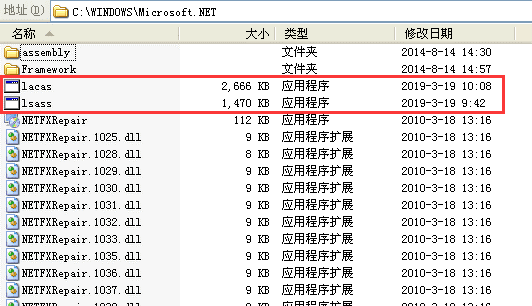 地址(D) C:\WINDOWS\Microsoft.NET
名称 大小 类型 修改日期
assembly 文件夹 2014-8-14 14:30
Framework 文件夹 2014-8-14 14:57
lacas 2,666 KB 应用程序 2019-3-19 10:08
lsass 1,470 KB 应用程序 2019-3-19 9:42
NETFXRepair 112 KB 应用程序 2010-3-18 13:16
NETFXRepair.1025.dll 9 KB 应用程序扩展 2010-3-18 13:16
NETFXRepair.1028.dll 8 KB 应用程序扩展 2010-3-18 13:16
NETFXRepair.1029.dll 9 KB 应用程序扩展 2010-3-18 13:16
NETFXRepair.1030.dll 9 KB 应用程序扩展 2010-3-18 13:16
NETFXRepair.1031.dll 9 KB 应用程序扩展 2010-3-18 13:16
NETFXRepair.1032.dll 9 KB 应用程序扩展 2010-3-18 13:16
NETFXRepair.1033.dll 9 KB 应用程序扩展 2010-3-18 13:16
NETFXRepair.1035.dll 9 KB 应用程序扩展 2010-3-18 13:16
NETFXRepair.1036.dll 9 KB 应用程序扩展 2010-3-18 13:16
NETFXRepair.1037.dll 9 KB 应用程序扩展 2010-3-18 13:16